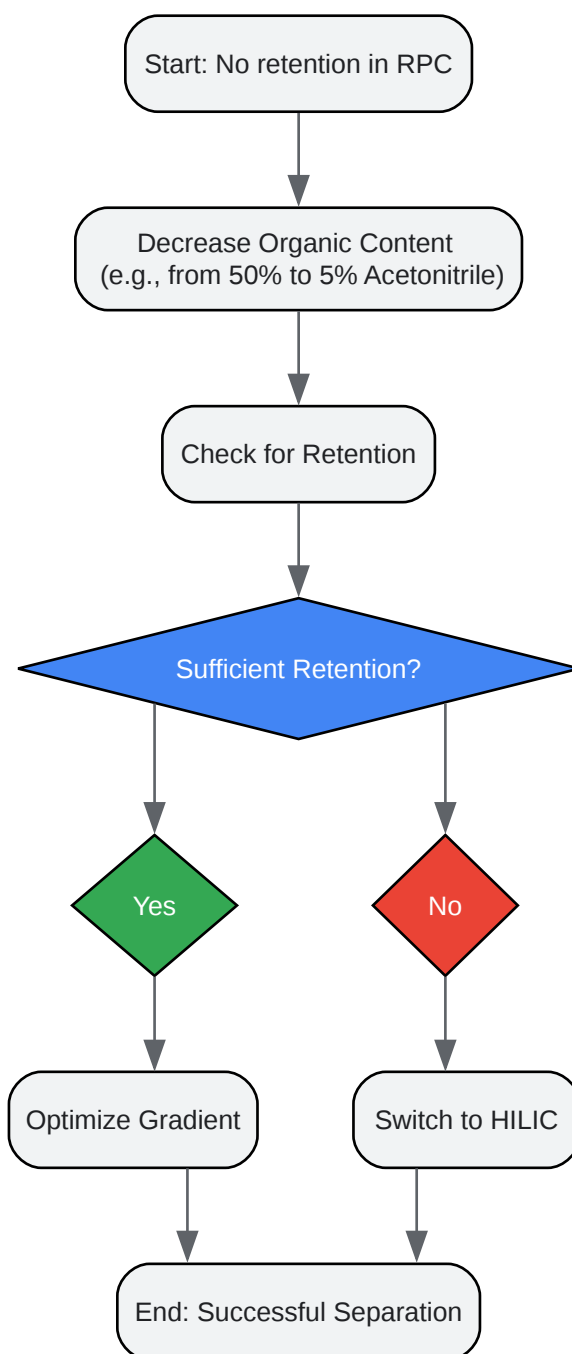 Start: No retention in RPC
Decrease Organic Content
(e.g., from 50% to 5% Acetonitrile)
Check for Retention
Sufficient Retention?
Yes
No
Optimize Gradient
Switch to HILIC
End: Successful Separation